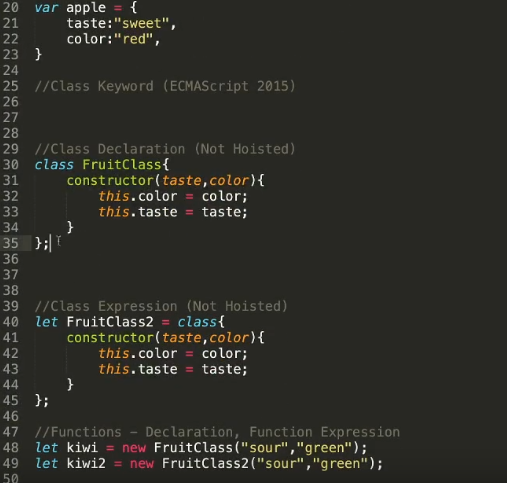 20 var apple = {
21     taste:"sweet",
22     color:"red",
23 }
24
25 //Class Keyword (ECMAScript 2015)
26
27
28
29 //Class Declaration (Not Hoisted)
30 class FruitClass{
31     constructor(taste,color){
32         this.color = color;
33         this.taste = taste;
34     }
35 };
36
37
38
39 //Class Expression (Not Hoisted)
40 let FruitClass2 = class{
41     constructor(taste,color){
42         this.color = color;
43         this.taste = taste;
44     }
45 };
46
47 //Functions - Declaration, Function Expression
48 let kiwi = new FruitClass("sour","green");
49 let kiwi2 = new FruitClass2("sour","green");
50